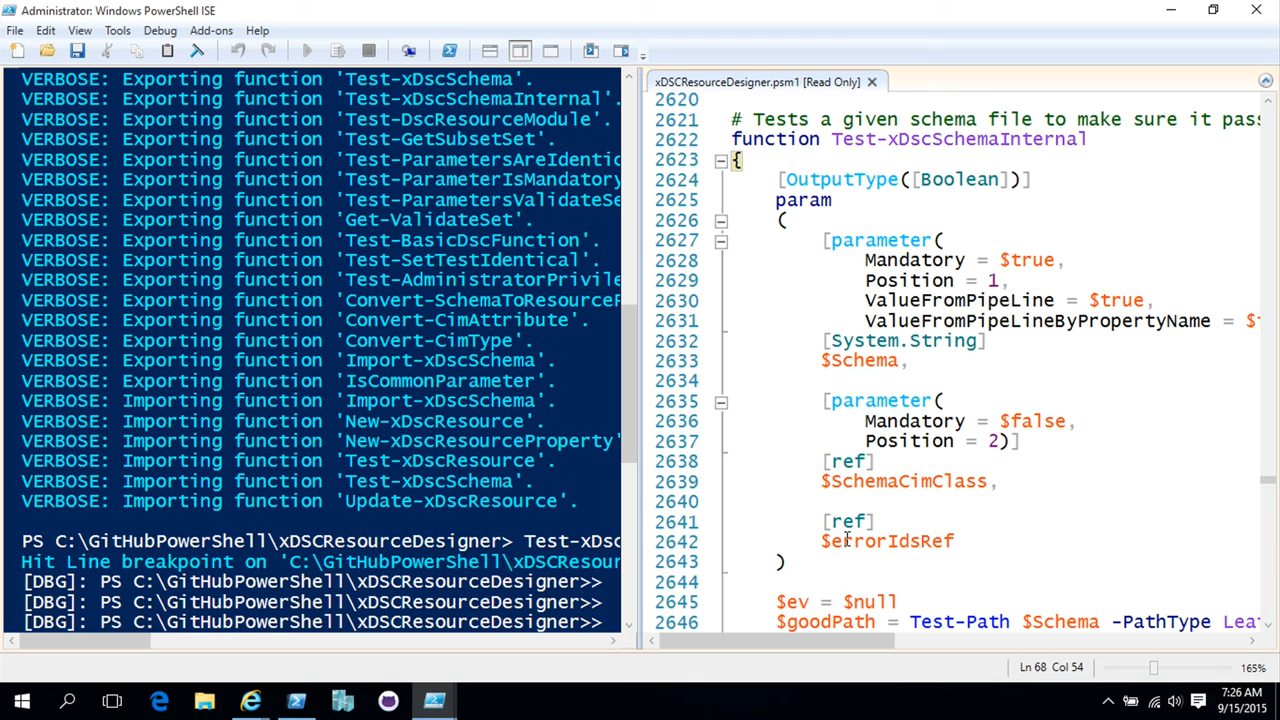 Administrator: Windows PowerShell ISE
File Edit View Tools Debug Add-ons Help
VERBOSE: Exporting function 'Test-xDscSchema'.
VERBOSE: Exporting function 'Test-xDscSchemaInternal'.
VERBOSE: Exporting function 'Test-DscResourceModule'.
VERBOSE: Exporting function 'Test-GetSubsetSet'.
VERBOSE: Exporting function 'Test-ParametersAreIdentic
VERBOSE: Exporting function 'Test-ParameterIsMandatory
VERBOSE: Exporting function 'Test-ParametersValidateSe
VERBOSE: Exporting function 'Get-ValidateSet'.
VERBOSE: Exporting function 'Test-BasicDscFunction'.
VERBOSE: Exporting function 'Test-SetTestIdentical'.
VERBOSE: Exporting function 'Test-AdministratorPrivile
VERBOSE: Exporting function 'Convert-SchemaToResourceP
VERBOSE: Exporting function 'Convert-CimAttribute'.
VERBOSE: Exporting function 'Convert-CimType'.
VERBOSE: Exporting function 'Import-xDscSchema'.
VERBOSE: Exporting function 'IsCommonParameter'.
VERBOSE: Importing function 'Import-xDscSchema'.
VERBOSE: Importing function 'New-xDscResource'.
VERBOSE: Importing function 'New-xDscResourceProperty'
VERBOSE: Importing function 'Test-xDscResource'.
VERBOSE: Importing function 'Test-xDscSchema'.
VERBOSE: Importing function 'Update-xDscResource'.
PS C:\GitHubPowerShell\xDSCResourceDesigner> Test-xDsc
Hit Line breakpoint on 'C:\GitHubPowerShell\xDSCResour
[DBG]: PS C:\GitHubPowerShell\xDSCResourceDesigner>>
[DBG]: PS C:\GitHubPowerShell\xDSCResourceDesigner>>
[DBG]: PS C:\GitHubPowerShell\xDSCResourceDesigner>>
xDSCResourceDesigner.psm1 [Read Only]
2620
2621 # Tests a given schema file to make sure it pas
2622 function Test-xDscSchemaInternal
2623 {
2624 [OutputType([Boolean])]
2625 param
2626 (
2627 [parameter(
2628 Mandatory = $true,
2629 Position = 1,
2630 ValueFromPipeLine = $true,
2631 ValueFromPipeLineByPropertyName = $t
2632 [System.String]
2633 $Schema,
2634
2635 [parameter(
2636 Mandatory = $false,
2637 Position = 2)]
2638 [ref]
2639 $SchemaCimClass,
2640
2641 [ref]
2642 $errorIdsRef
2643 )
2644
2645 $ev = $null
2646 $goodPath = Test-Path $Schema -PathType Lea
Ln 68 Col 54
165%
7:26 AM
9/15/2015